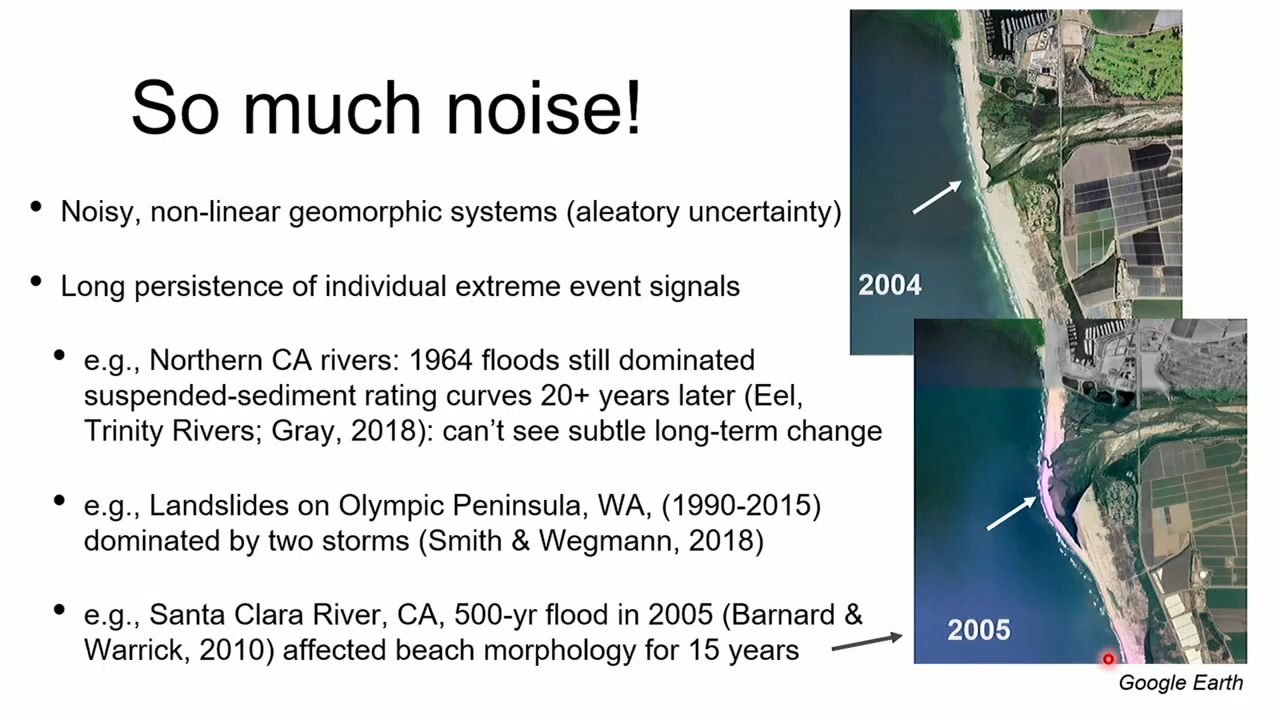 So much noise!
• Noisy, non-linear geomorphic systems (aleatory uncertainty)
• Long persistence of individual extreme event signals
• e.g., Northern CA rivers: 1964 floods still dominated
suspended-sediment rating curves 20+ years later (Eel,
Trinity Rivers; Gray, 2018): can’t see subtle long-term change
• e.g., Landslides on Olympic Peninsula, WA, (1990-2015)
dominated by two storms (Smith & Wegmann, 2018)
• e.g., Santa Clara River, CA, 500-yr flood in 2005 (Barnard &
Warrick, 2010) affected beach morphology for 15 years
2004
2005
Google Earth